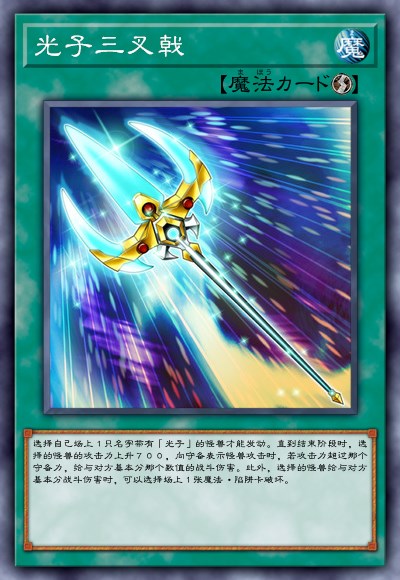 光子三叉戟
魔
【魔法カード】
まほう
选择自己场上1只名字带有「光子」的怪兽才能发动。直到结束阶段时，选
择的怪兽的攻击力上升700，向守备表示怪兽攻击时，若攻击力超过那个
守备力，给与对方基本分那个数值的战斗伤害。此外，选择的怪兽给与对方
基本分战斗伤害时，可以选择场上1张魔法·陷阱卡破坏。